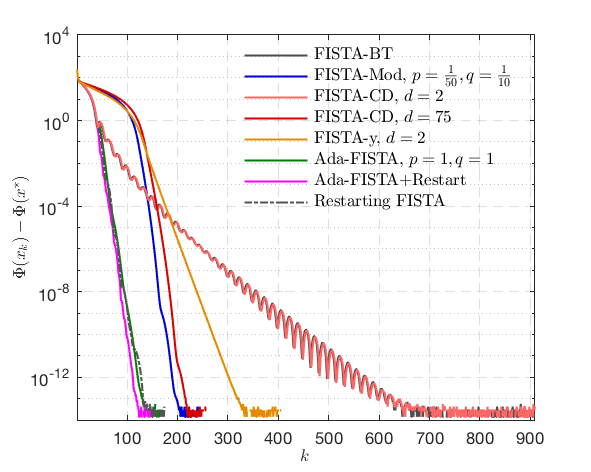 10^4
10^0
10^-4
10^-8
10^-12
Φ(x_k) − Φ(x*)
FISTA-BT
FISTA-Mod, p = 1/50, q = 1/10
FISTA-CD, d = 2
FISTA-CD, d = 75
FISTA-y, d = 2
Ada-FISTA, p = 1, q = 1
Ada-FISTA+Restart
Restarting FISTA
100 200 300 400 500 600 700 800 900
k